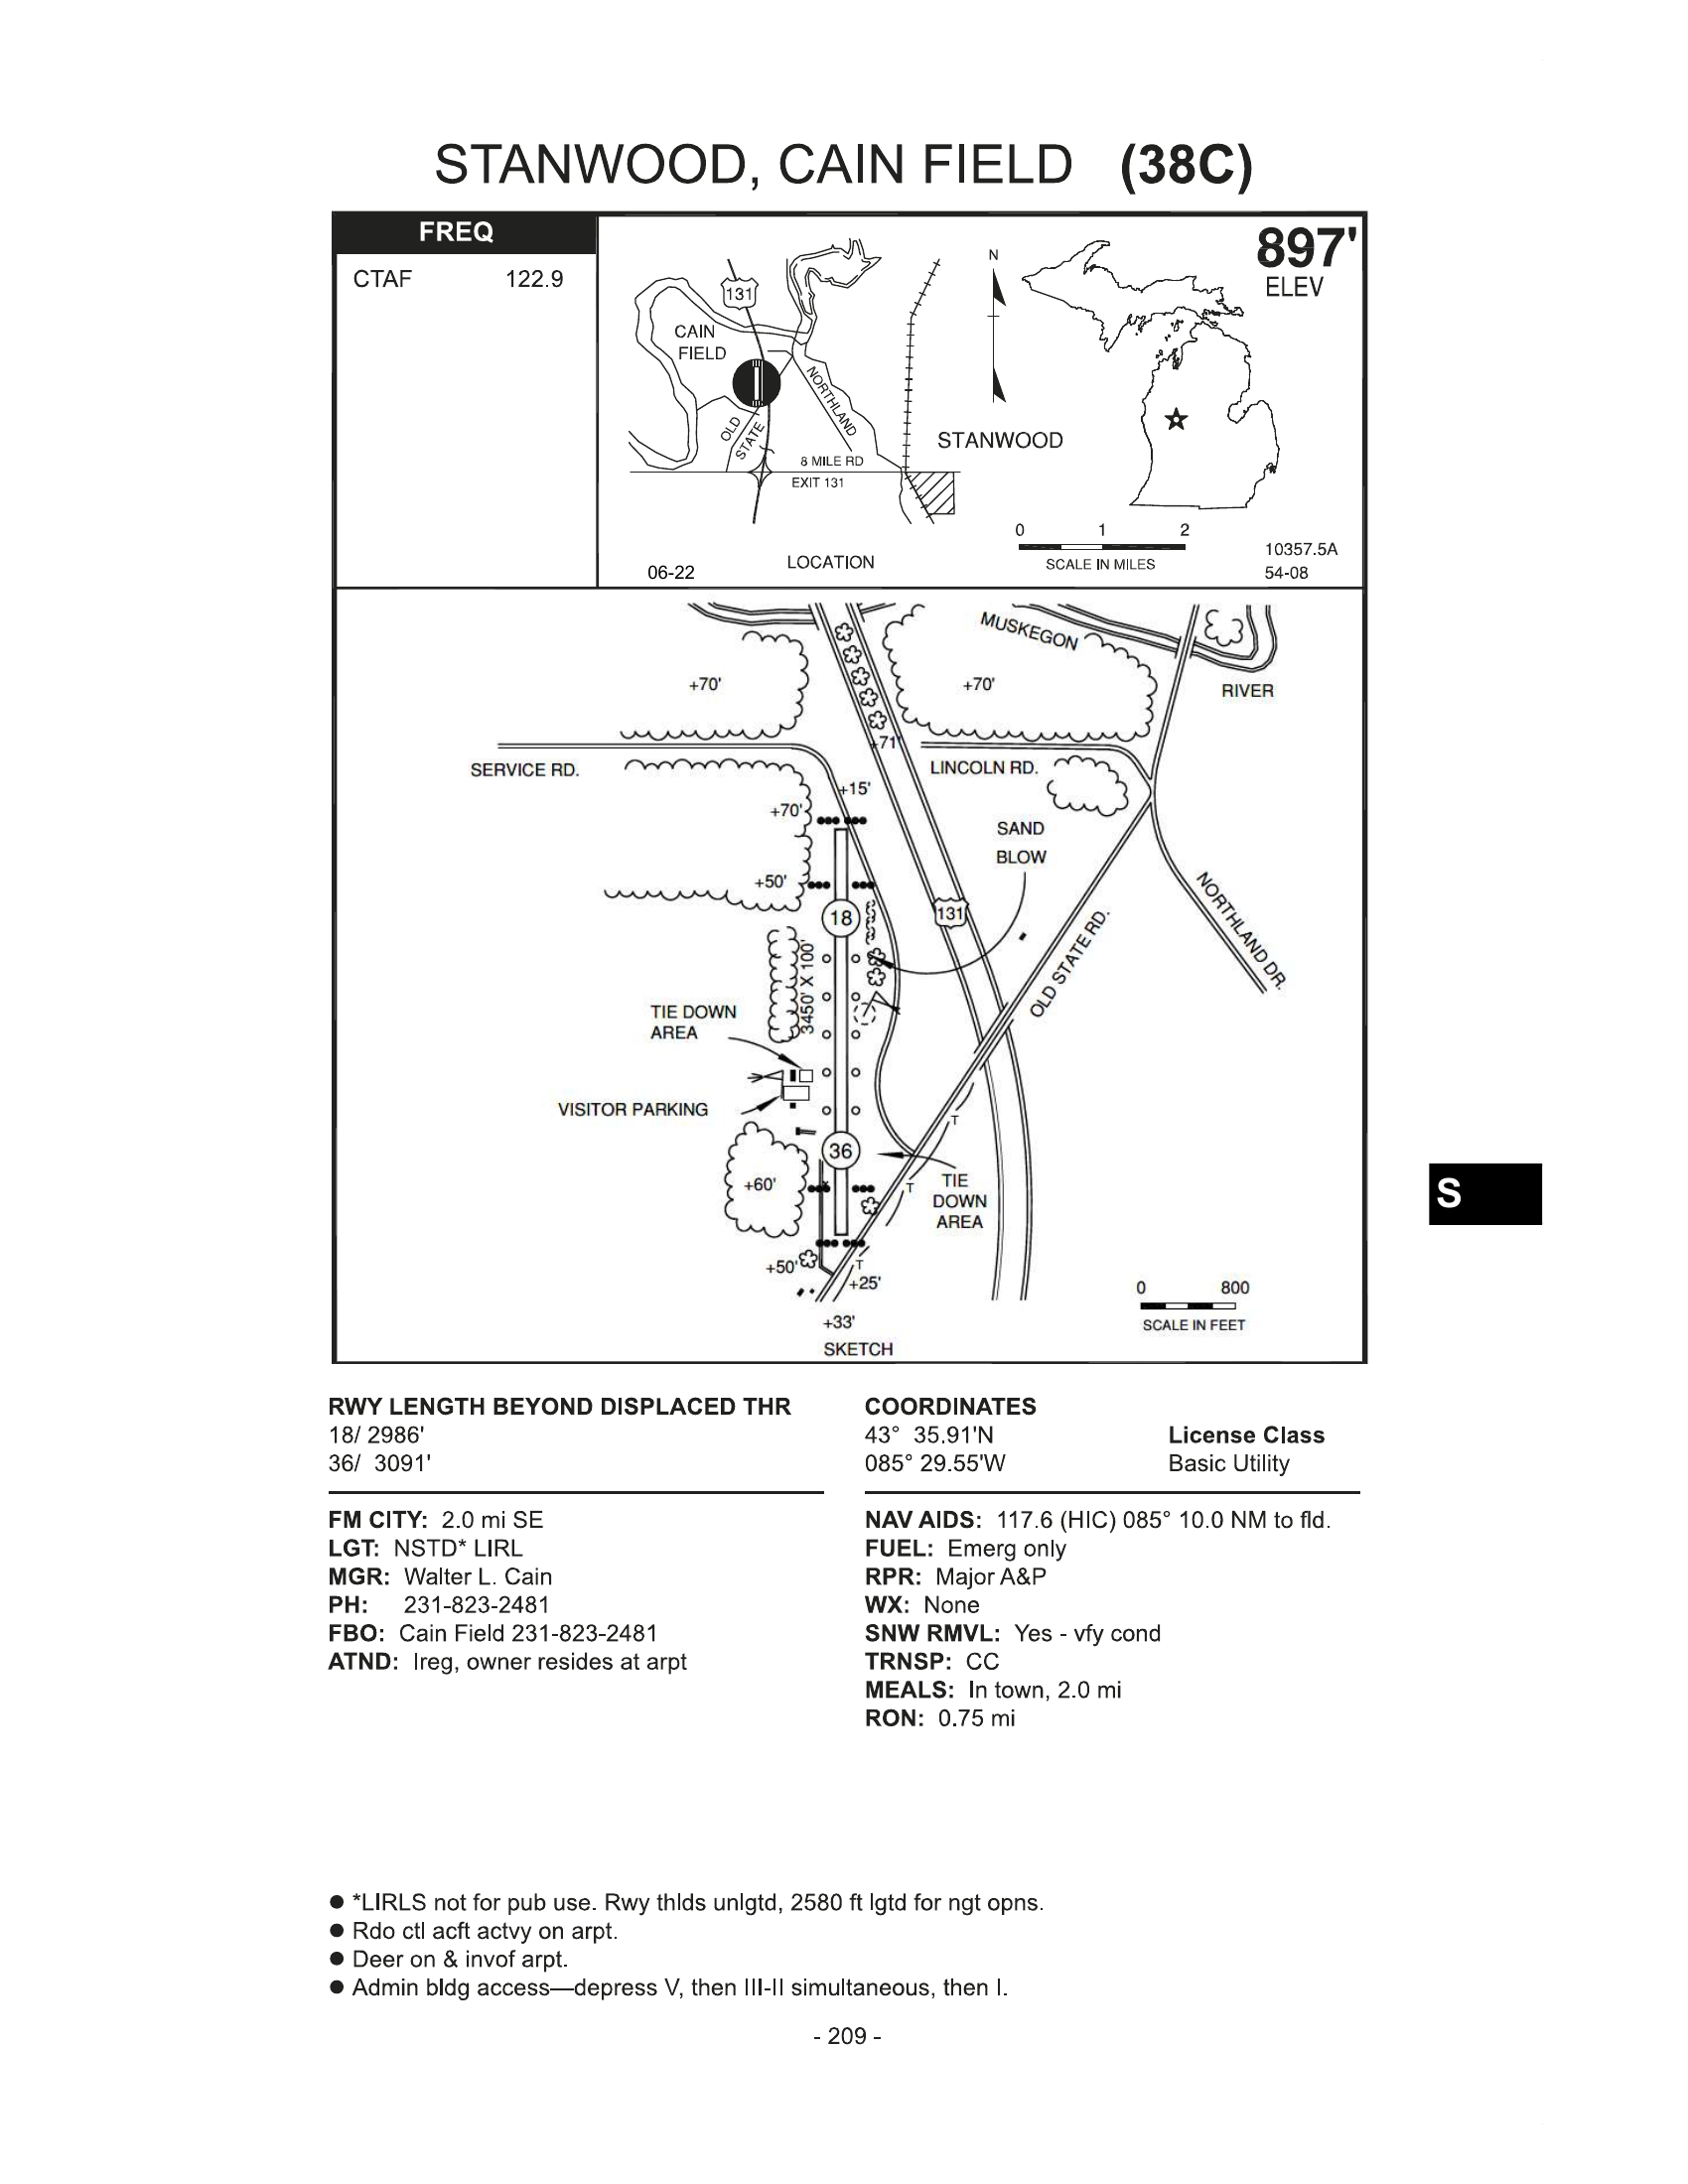 STANWOOD, CAIN FIELD (38C)
FREQ
CTAF 122.9
897'
ELEV
N
131
CAIN
FIELD
NORTHLAND
OLD
STATE
8 MILE RD
EXIT 131
STANWOOD
0 1 2
SCALE IN MILES
LOCATION
06-22
10357.5A
54-08
MUSKEGON
RIVER
+70'
+70'
+71'
SERVICE RD.
LINCOLN RD.
+15'
+70'
SAND
BLOW
+50'
18
131
NORTHLAND DR.
OLD STATE RD.
3450' X 100'
TIE DOWN
AREA
VISITOR PARKING
T
36
+60'
T
TIE
DOWN
AREA
+50'
T
+25'
0 800
SCALE IN FEET
+33'
SKETCH
S
RWY LENGTH BEYOND DISPLACED THR
18/ 2986'
36/ 3091'
COORDINATES
43° 35.91'N
085° 29.55'W
License Class
Basic Utility
FM CITY: 2.0 mi SE
LGT: NSTD* LIRL
MGR: Walter L. Cain
PH: 231-823-2481
FBO: Cain Field 231-823-2481
ATND: Ireg, owner resides at arpt
NAV AIDS: 117.6 (HIC) 085° 10.0 NM to fld.
FUEL: Emerg only
RPR: Major A&P
WX: None
SNW RMVL: Yes - vfy cond
TRNSP: CC
MEALS: In town, 2.0 mi
RON: 0.75 mi
● *LIRLS not for pub use. Rwy thlds unlgtd, 2580 ft lgtd for ngt opns.
● Rdo ctl acft actvy on arpt.
● Deer on & invof arpt.
● Admin bldg access—depress V, then III-II simultaneous, then I.
- 209 -